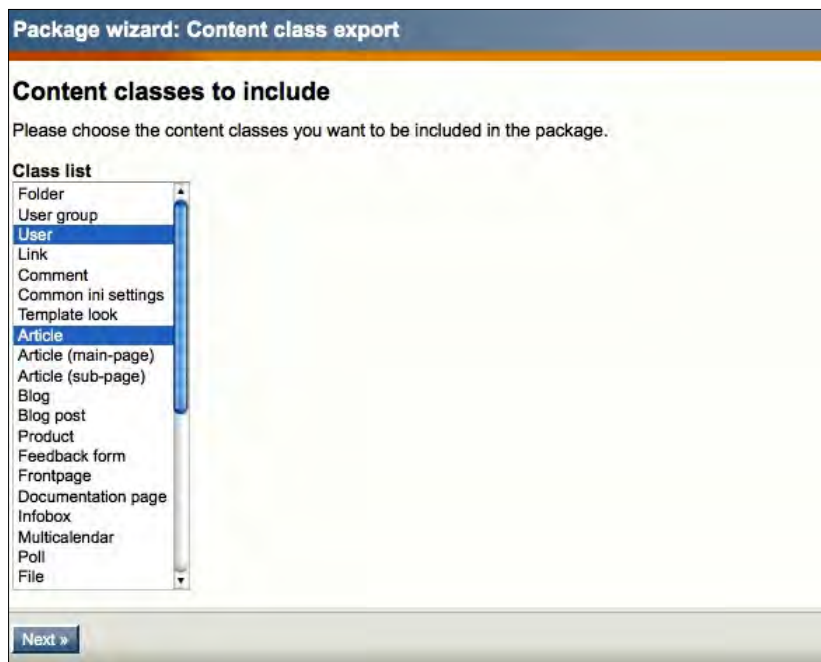 Package wizard: Content class export
Content classes to include
Please choose the content classes you want to be included in the package.
Class list
Folder
User group
User
Link
Comment
Common ini settings
Template look
Article
Article (main-page)
Article (sub-page)
Blog
Blog post
Product
Feedback form
Frontpage
Documentation page
Infobox
Multicalendar
Poll
File
Next »